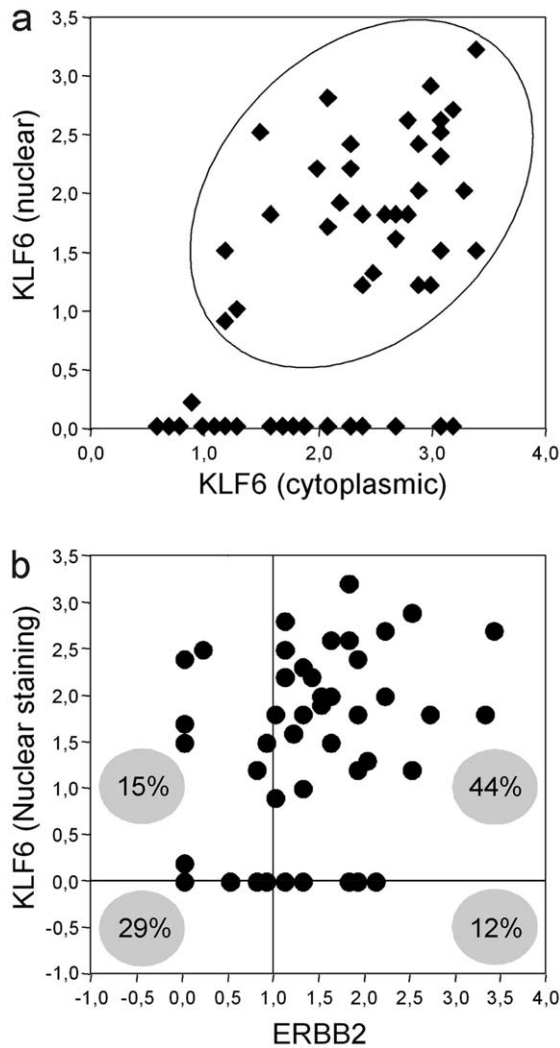 a
3,5
3,0
2,5
2,0
1,5
1,0
0,5
0,0
KLF6 (nuclear)
0,0 1,0 2,0 3,0 4,0
KLF6 (cytoplasmic)
b
3,5
3,0
2,5
2,0
1,5
1,0
0,5
0,0
-0,5
-1,0
KLF6 (Nuclear staining)
15% 44%
29% 12%
-1,0 -0,5 0,0 0,5 1,0 1,5 2,0 2,5 3,0 3,5 4,0
ERBB2